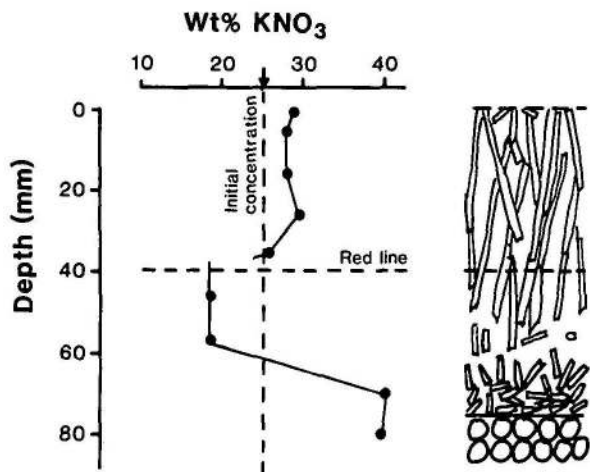 Wt% KNO₃
10 20 30 40
Initial
concentration
Red line
Depth (mm)
0
20
40
60
80